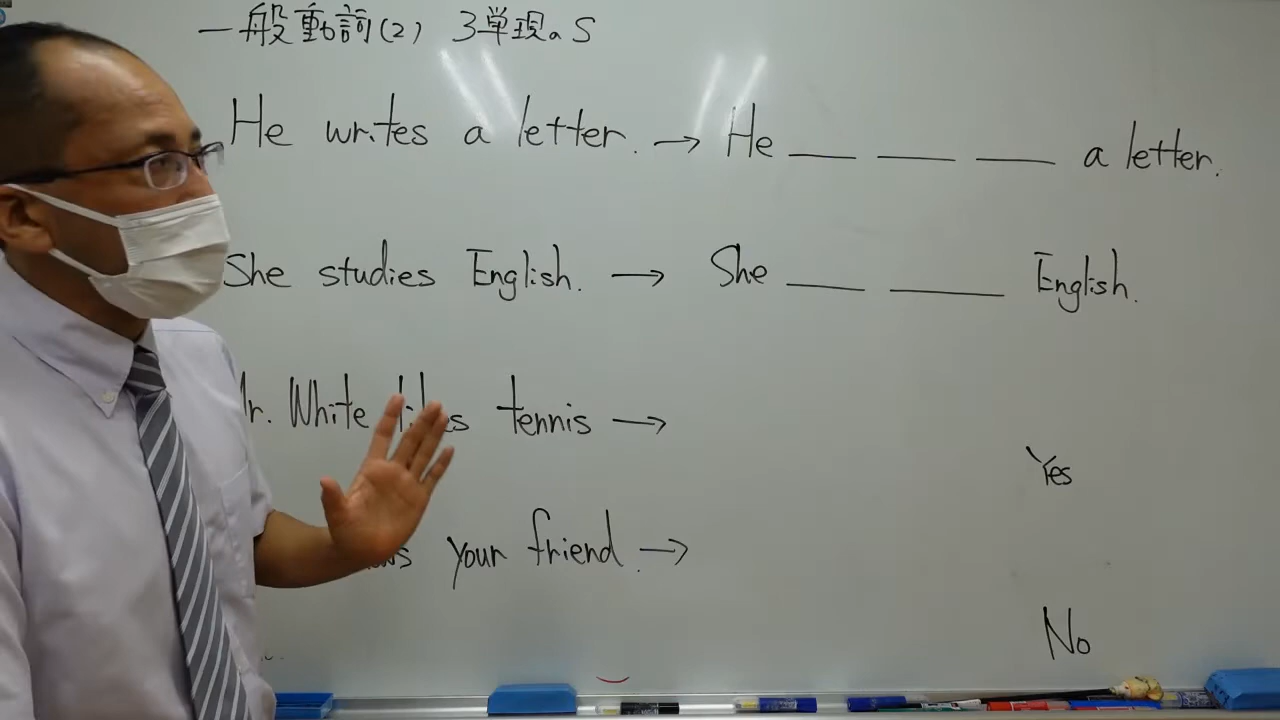 一般動詞(2) 3単現のS
He writes a letter. → He ___ ___ ___ a letter.
She studies English. → She ___ ___ English.
White tennis →
Yes
your friend. →
No